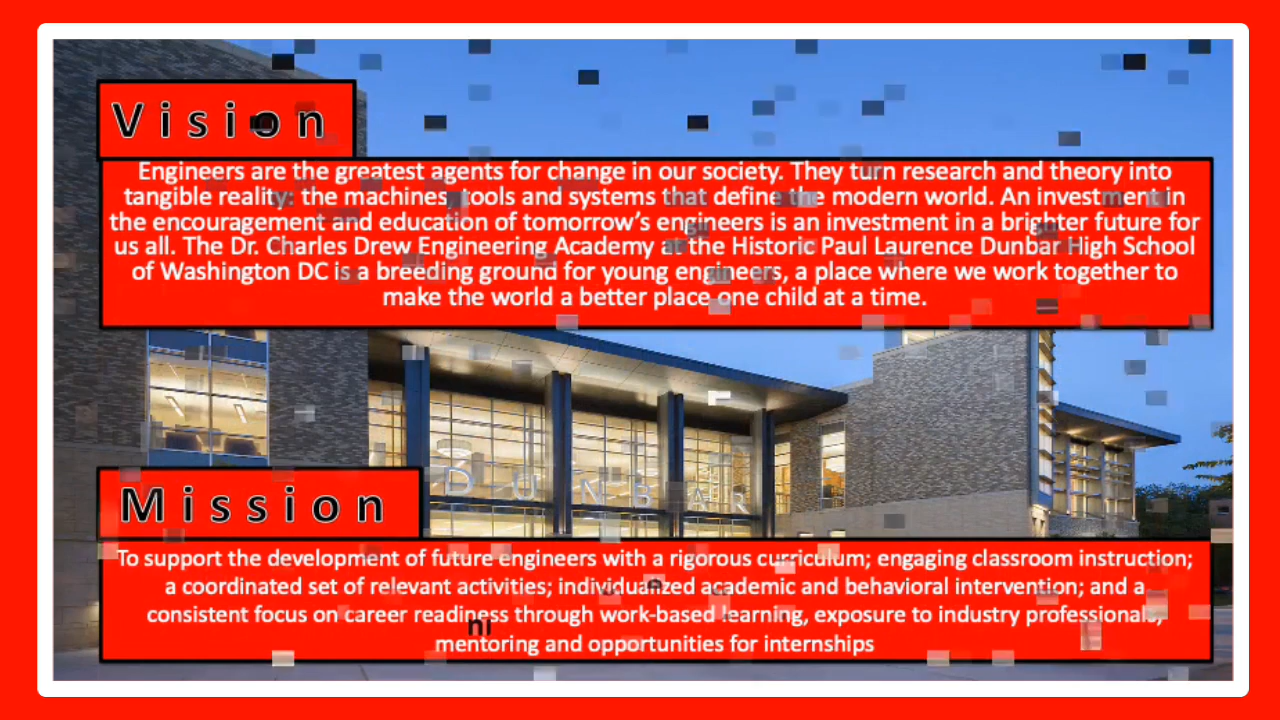 Vision
Engineers are the greatest agents for change in our society. They turn research and theory into
tangible reality: the machines, tools and systems that define the modern world. An investment in
the encouragement and education of tomorrow's engineers is an investment in a brighter future for
us all. The Dr. Charles Drew Engineering Academy at the Historic Paul Laurence Dunbar High School
of Washington DC is a breeding ground for young engineers, a place where we work together to
make the world a better place one child at a time.
DUNBAR
Mission
To support the development of future engineers with a rigorous curriculum; engaging classroom instruction;
a coordinated set of relevant activities; individualized academic and behavioral intervention; and a
consistent focus on career readiness through work-based learning, exposure to industry professionals,
mentoring and opportunities for internships